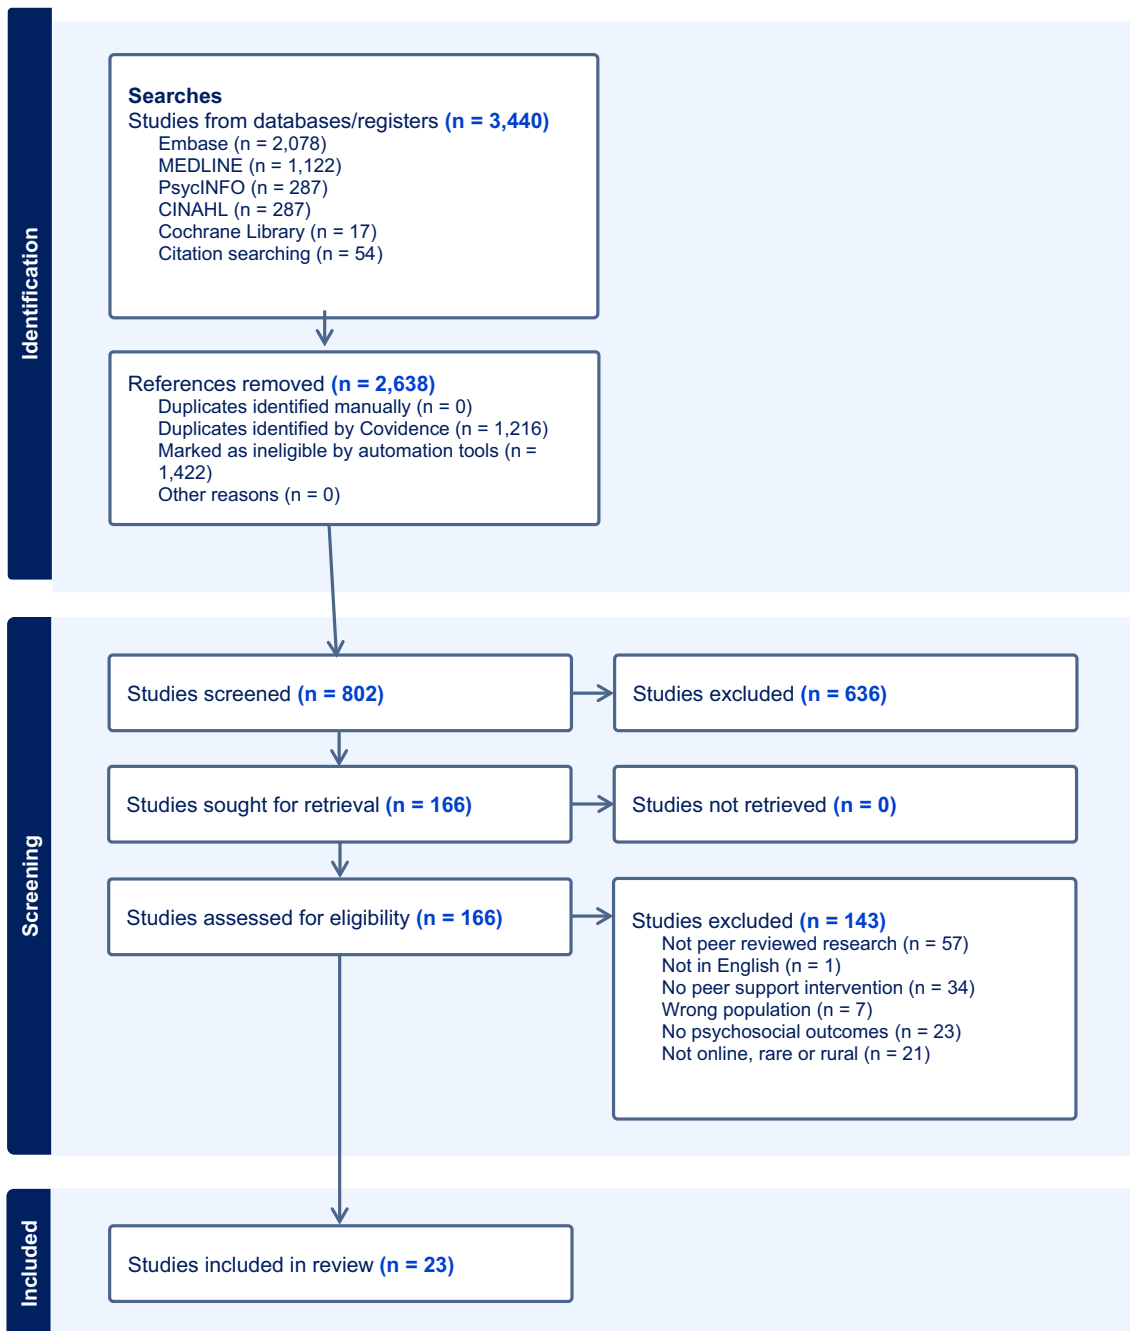 Identification
Searches
Studies from databases/registers (n = 3,440)
Embase (n = 2,078)
MEDLINE (n = 1,122)
PsycINFO (n = 287)
CINAHL (n = 287)
Cochrane Library (n = 17)
Citation searching (n = 54)
References removed (n = 2,638)
Duplicates identified manually (n = 0)
Duplicates identified by Covidence (n = 1,216)
Marked as ineligible by automation tools (n =
1,422)
Other reasons (n = 0)
Screening
Studies screened (n = 802)
Studies excluded (n = 636)
Studies sought for retrieval (n = 166)
Studies not retrieved (n = 0)
Studies assessed for eligibility (n = 166)
Studies excluded (n = 143)
Not peer reviewed research (n = 57)
Not in English (n = 1)
No peer support intervention (n = 34)
Wrong population (n = 7)
No psychosocial outcomes (n = 23)
Not online, rare or rural (n = 21)
Included
Studies included in review (n = 23)